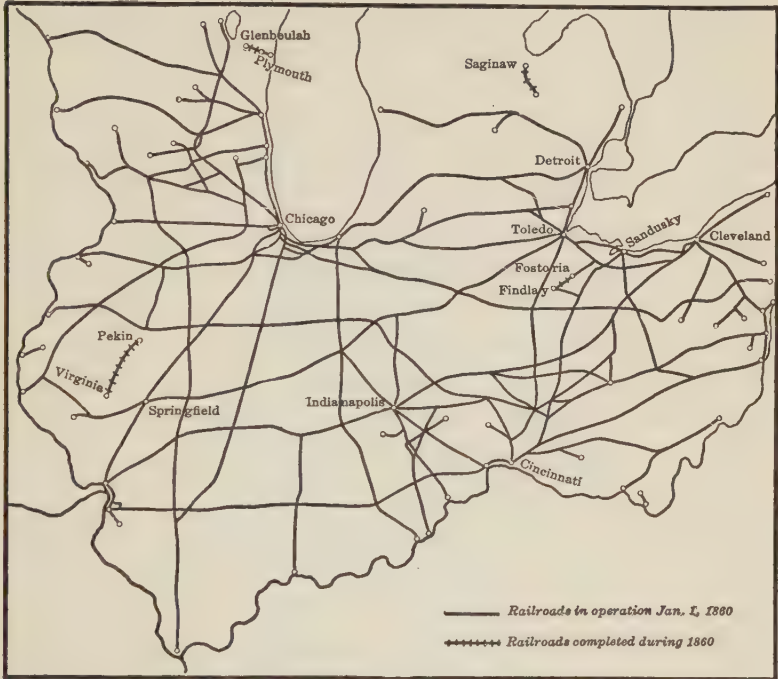 Glenboulah
Plymouth
Saginaw
Detroit
Chicago
Toledo
Sandusky
Cleveland
Fostoria
Findlay
Pekin
Virginia
Springfield
Indianapolis
Cincinnati
Railroads in operation Jan. 1, 1860
Railroads completed during 1860